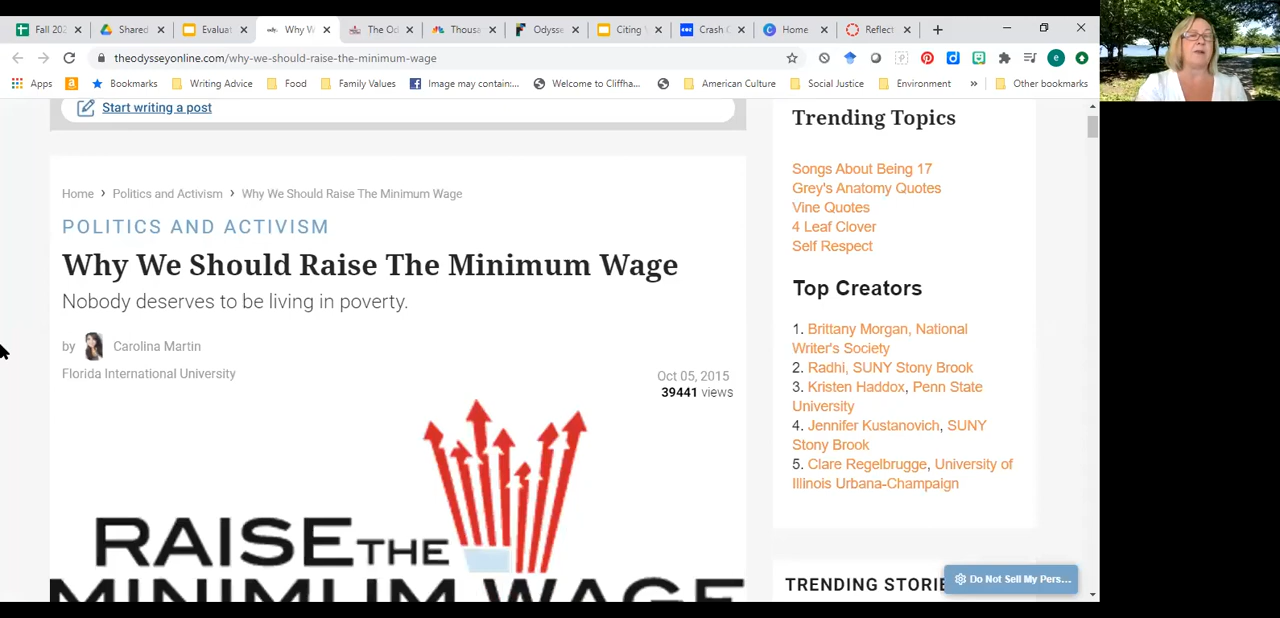 Fall 202
Shared
Evaluat
Why W
The Od
Thousa
Odysse
Citing
Crash C
Home
Reflect
theodysseyonline.com/why-we-should-raise-the-minimum-wage
Apps
Bookmarks
Writing Advice
Food
Family Values
Image may contain:...
Welcome to Cliffha...
American Culture
Social Justice
Environment
»
Other bookmarks
Start writing a post
Home › Politics and Activism › Why We Should Raise The Minimum Wage
POLITICS AND ACTIVISM
Why We Should Raise The Minimum Wage
Nobody deserves to be living in poverty.
by Carolina Martin
Florida International University
Oct 05, 2015
39441 views
RAISE THE
MINIMUM WAGE
Trending Topics
Songs About Being 17
Grey's Anatomy Quotes
Vine Quotes
4 Leaf Clover
Self Respect
Top Creators
1. Brittany Morgan, National
Writer's Society
2. Radhi, SUNY Stony Brook
3. Kristen Haddox, Penn State
University
4. Jennifer Kustanovich, SUNY
Stony Brook
5. Clare Regelbrugge, University of
Illinois Urbana-Champaign
TRENDING STORIE
Do Not Sell My Pers...